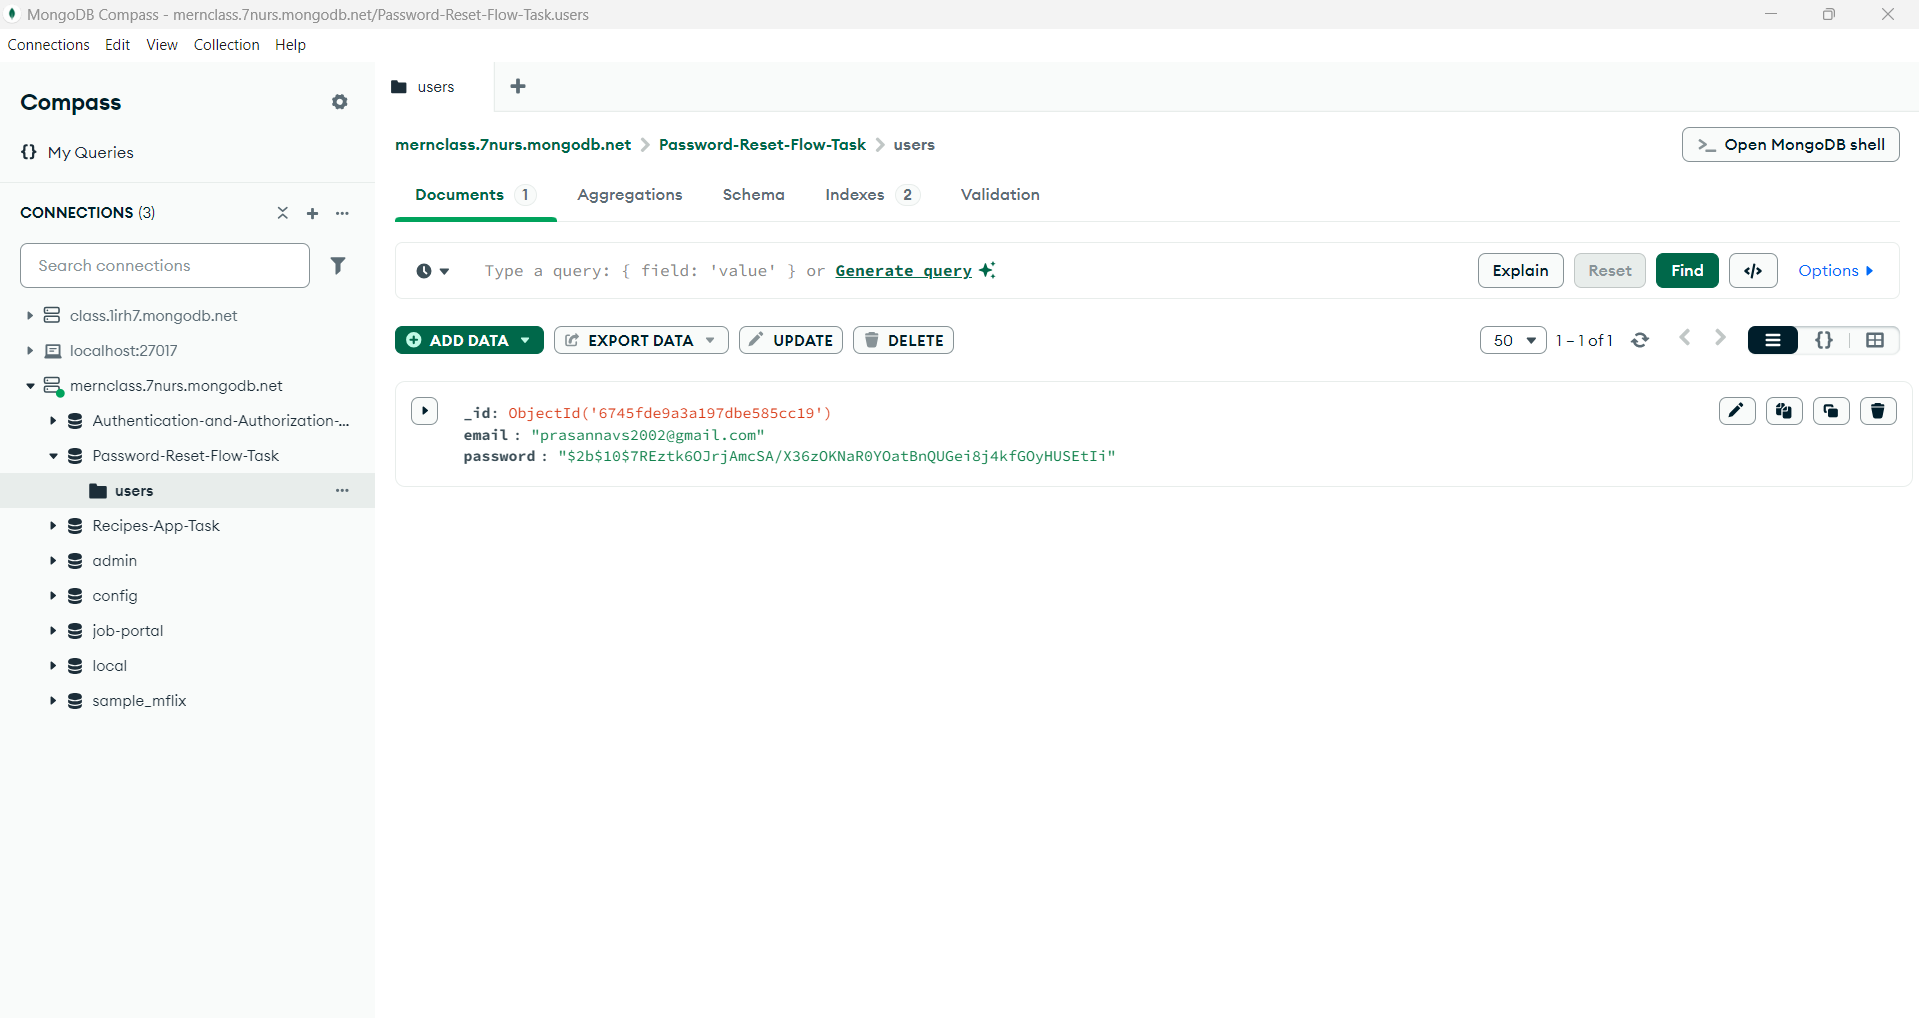 MongoDB Compass - mernclass.7nurs.mongodb.net/Password-Reset-Flow-Task.users
Connections Edit View Collection Help
Compass
{} My Queries
CONNECTIONS (3)
Search connections
class.1irh7.mongodb.net
localhost:27017
mernclass.7nurs.mongodb.net
Authentication-and-Authorization-...
Password-Reset-Flow-Task
users
Recipes-App-Task
admin
config
job-portal
local
sample_mflix
users
mernclass.7nurs.mongodb.net > Password-Reset-Flow-Task > users
>_ Open MongoDB shell
Documents 1 Aggregations Schema Indexes 2 Validation
Type a query: { field: 'value' } or Generate query
Explain Reset Find </> Options
ADD DATA EXPORT DATA UPDATE DELETE
50 1 – 1 of 1 {}
_id: ObjectId('6745fde9a3a197dbe585cc19')
email : "prasannavs2002@gmail.com"
password : "$2b$10$7REztk6OJrjAmcSA/X36zOKNaR0YOatBnQUGei8j4kfGOyHUSEtIi"